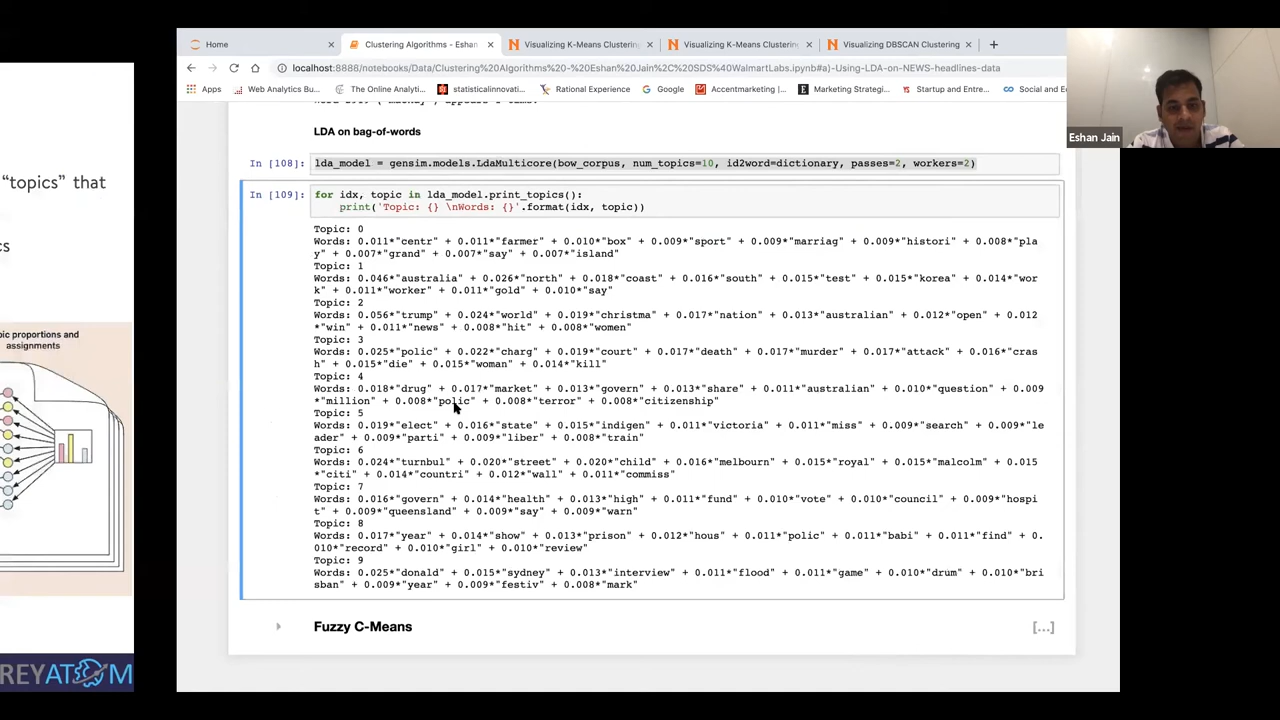 Home
Clustering Algorithms - Eshan
Visualizing K-Means Clustering
Visualizing K-Means Clustering
Visualizing DBSCAN Clustering
localhost:8888/notebooks/Data/Clustering%20Algorithms%20-%20Eshan%20Jain%2C%20SDS%40WalmartLabs.ipynb#a)-Using-LDA-on-NEWS-headlines-data
Apps
Web Analytics Bu...
The Online Analyti...
statisticalinnovati...
Rational Experience
Google
Accentmarketing |...
Marketing Strategi...
Startup and Entre...
Social and E
Eshan Jain
LDA on bag-of-words
In [108]: lda_model = gensim.models.LdaMulticore(bow_corpus, num_topics=10, id2word=dictionary, passes=2, workers=2)
In [109]: for idx, topic in lda_model.print_topics():
print('Topic: {} \nWords: {}'.format(idx, topic))
Topic: 0
Words: 0.011*"centr" + 0.011*"farmer" + 0.010*"box" + 0.009*"sport" + 0.009*"marriag" + 0.009*"histori" + 0.008*"pla
y" + 0.007*"grand" + 0.007*"say" + 0.007*"island"
Topic: 1
Words: 0.046*"australia" + 0.026*"north" + 0.018*"coast" + 0.016*"south" + 0.015*"test" + 0.015*"korea" + 0.014*"wor
k" + 0.011*"worker" + 0.011*"gold" + 0.010*"say"
Topic: 2
Words: 0.056*"trump" + 0.024*"world" + 0.019*"christma" + 0.017*"nation" + 0.013*"australian" + 0.012*"open" + 0.012
*"win" + 0.011*"news" + 0.008*"hit" + 0.008*"women"
Topic: 3
Words: 0.025*"polic" + 0.022*"charg" + 0.019*"court" + 0.017*"death" + 0.017*"murder" + 0.017*"attack" + 0.016*"cras
h" + 0.015*"die" + 0.015*"woman" + 0.014*"kill"
Topic: 4
Words: 0.018*"drug" + 0.017*"market" + 0.013*"govern" + 0.013*"share" + 0.011*"australian" + 0.010*"question" + 0.009
*"million" + 0.008*"polic" + 0.008*"terror" + 0.008*"citizenship"
Topic: 5
Words: 0.019*"elect" + 0.016*"state" + 0.015*"indigen" + 0.011*"victoria" + 0.011*"miss" + 0.009*"search" + 0.009*"le
ader" + 0.009*"parti" + 0.009*"liber" + 0.008*"train"
Topic: 6
Words: 0.024*"turnbul" + 0.020*"street" + 0.020*"child" + 0.016*"melbourn" + 0.015*"royal" + 0.015*"malcolm" + 0.015
*"citi" + 0.014*"countri" + 0.012*"wall" + 0.011*"commiss"
Topic: 7
Words: 0.016*"govern" + 0.014*"health" + 0.013*"high" + 0.011*"fund" + 0.010*"vote" + 0.010*"council" + 0.009*"hospi
t" + 0.009*"queensland" + 0.009*"say" + 0.009*"warn"
Topic: 8
Words: 0.017*"year" + 0.014*"show" + 0.013*"prison" + 0.012*"hous" + 0.011*"polic" + 0.011*"babi" + 0.011*"find" + 0.
010*"record" + 0.010*"girl" + 0.010*"review"
Topic: 9
Words: 0.025*"donald" + 0.015*"sydney" + 0.013*"interview" + 0.011*"flood" + 0.011*"game" + 0.010*"drum" + 0.010*"bri
sban" + 0.009*"year" + 0.009*"festiv" + 0.008*"mark"
Fuzzy C-Means
[...]
"topics" that
cs
pic proportions and
assignments
REYATOM